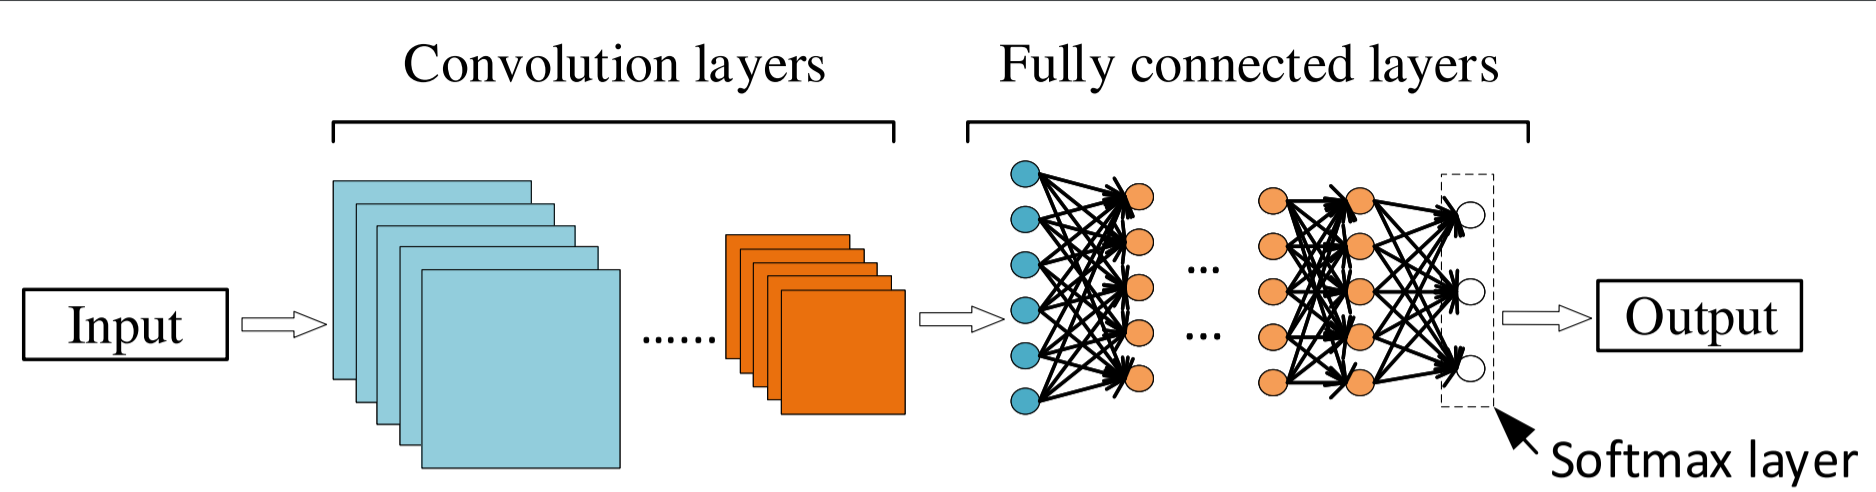 Convolution layers
Fully connected layers
Input
......
...
...
Output
Softmax layer